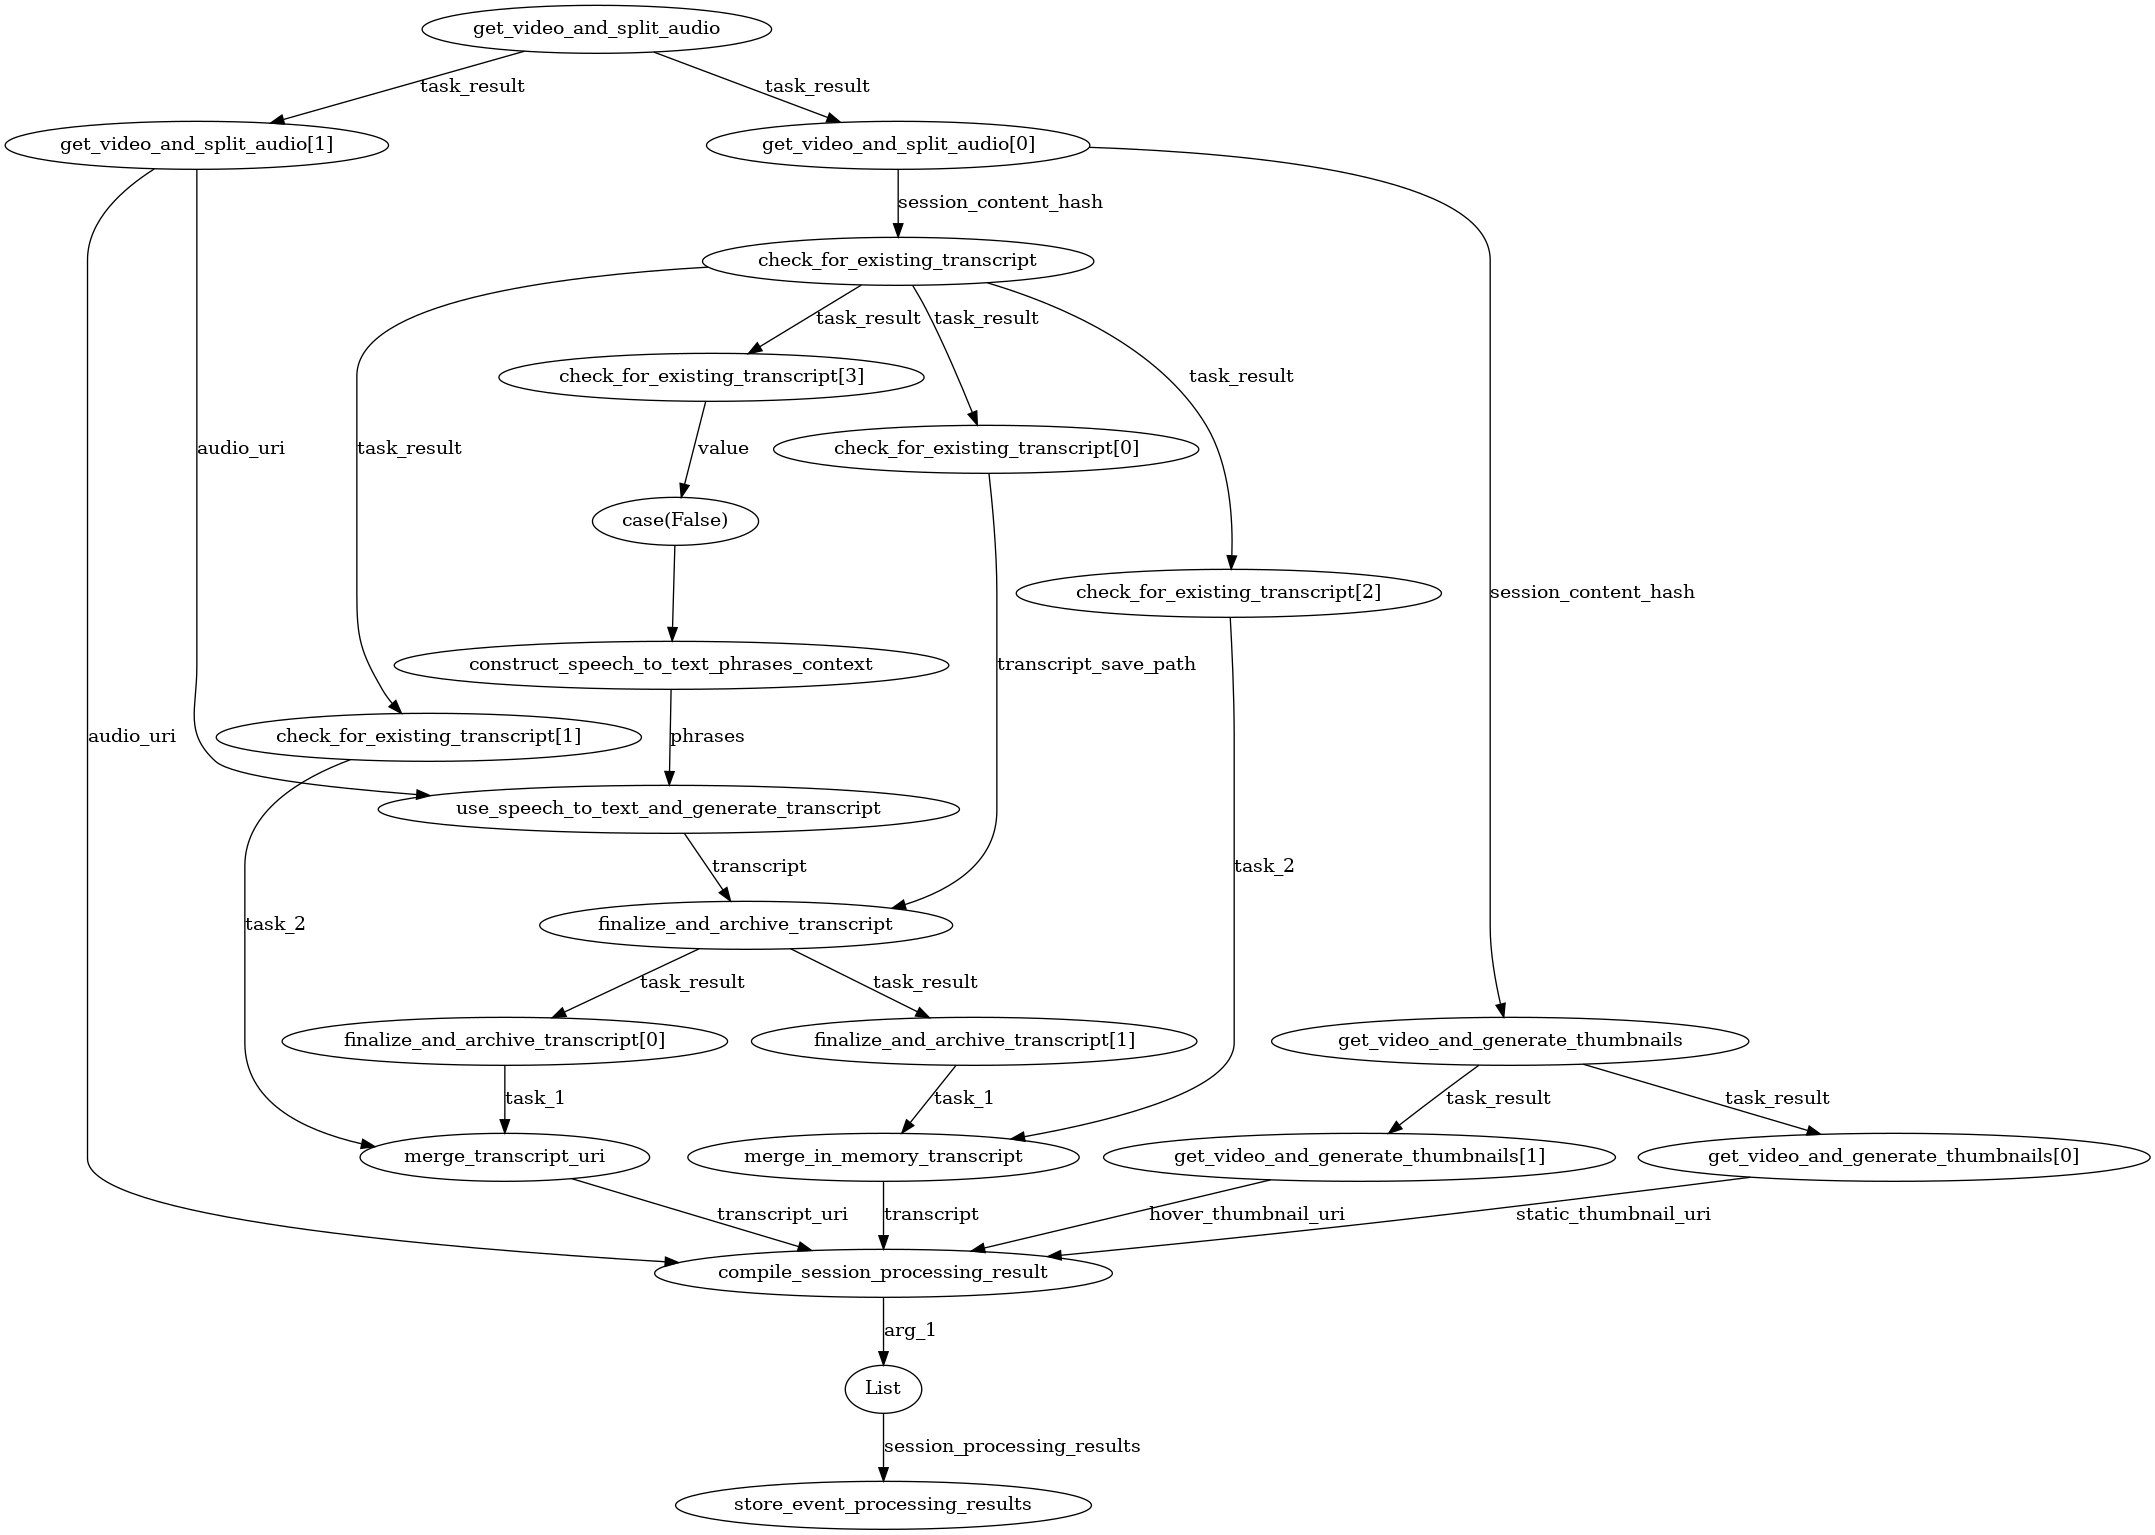 get_video_and_split_audio
task_result
task_result
get_video_and_split_audio[1]
get_video_and_split_audio[0]
session_content_hash
check_for_existing_transcript
task_result
task_result
task_result
check_for_existing_transcript[3]
audio_uri
task_result
value
check_for_existing_transcript[0]
case(False)
check_for_existing_transcript[2]
session_content_hash
construct_speech_to_text_phrases_context
transcript_save_path
audio_uri
check_for_existing_transcript[1]
phrases
use_speech_to_text_and_generate_transcript
transcript
task_2
task_2
finalize_and_archive_transcript
task_result
task_result
finalize_and_archive_transcript[0]
finalize_and_archive_transcript[1]
get_video_and_generate_thumbnails
task_1
task_1
task_result
task_result
merge_transcript_uri
merge_in_memory_transcript
get_video_and_generate_thumbnails[1]
get_video_and_generate_thumbnails[0]
transcript_uri
transcript
hover_thumbnail_uri
static_thumbnail_uri
compile_session_processing_result
arg_1
List
session_processing_results
store_event_processing_results